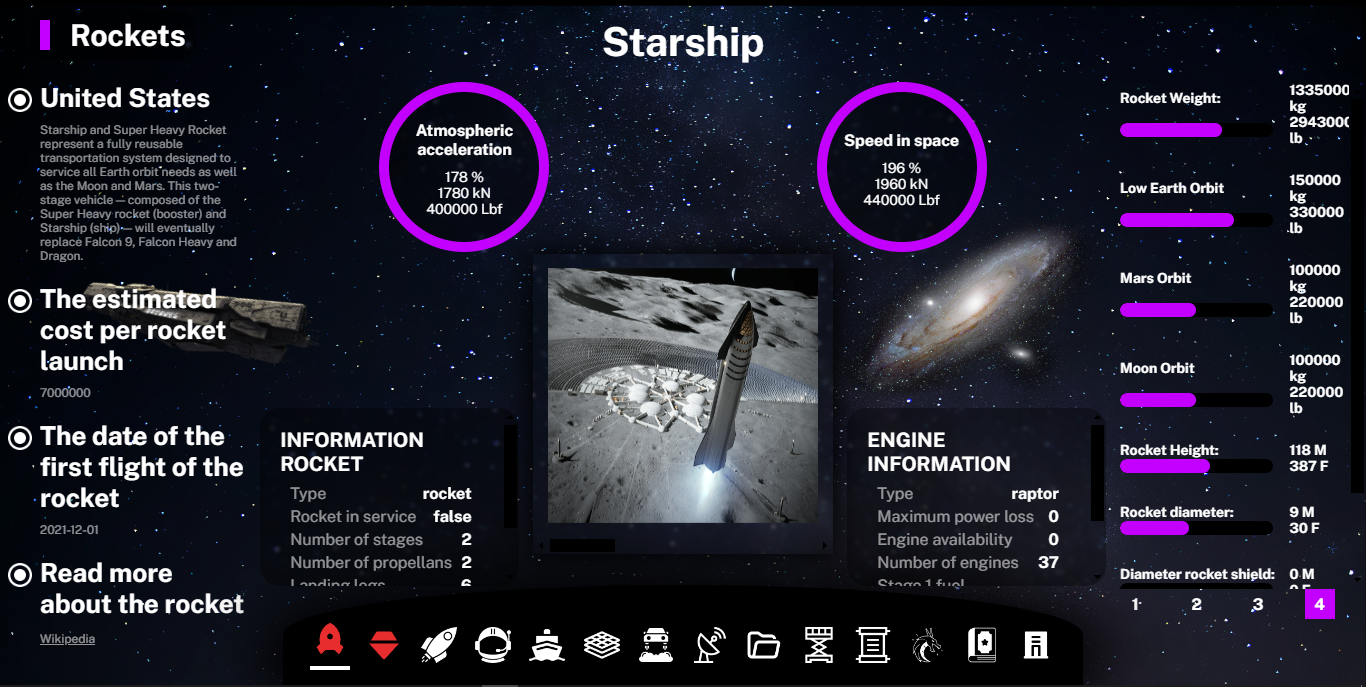 Rockets
Starship
United States
Starship and Super Heavy Rocket
represent a fully reusable
transportation system designed to
service all Earth orbit needs as well
as the Moon and Mars. This two-
stage vehicle — composed of the
Super Heavy rocket (booster) and
Starship (ship) — will eventually
replace Falcon 9, Falcon Heavy and
Dragon.
The estimated
cost per rocket
launch
7000000
The date of the
first flight of the
rocket
2021-12-01
Read more
about the rocket
Wikipedia
Atmospheric
acceleration
178 %
1780 kN
400000 Lbf
Speed in space
196 %
1960 kN
440000 Lbf
INFORMATION
ROCKET
Type rocket
Rocket in service false
Number of stages 2
Number of propellans 2
Landing legs 6
ENGINE
INFORMATION
Type raptor
Maximum power loss 0
Engine availability 0
Number of engines 37
Stage 1 fuel
Rocket Weight:
1335000
kg
2943000
lb
Low Earth Orbit
150000
kg
330000
lb
Mars Orbit
100000
kg
220000
lb
Moon Orbit
100000
kg
220000
lb
Rocket Height: 118 M
387 F
Rocket diameter: 9 M
30 F
Diameter rocket shield: 0 M
0 F
1 2 3 4